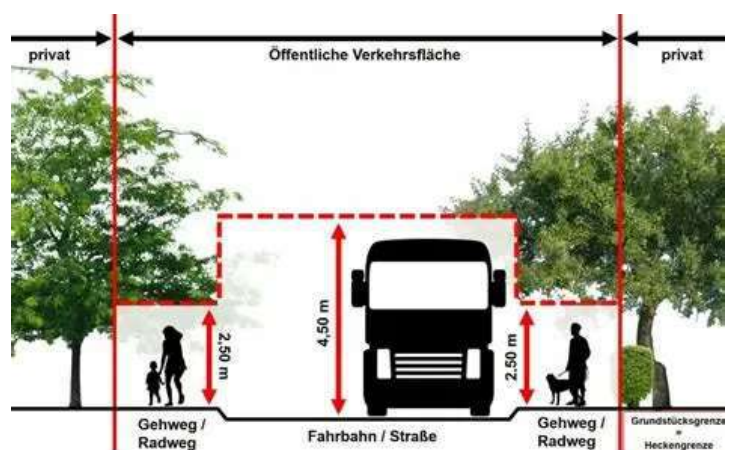 privat
Öffentliche Verkehrsfläche
privat
2,50 m
4,50 m
2.50 m
Gehweg /
Radweg
Fahrbahn / Straße
Gehweg /
Radweg
Grundstücksgrenze
=
Heckengrenze